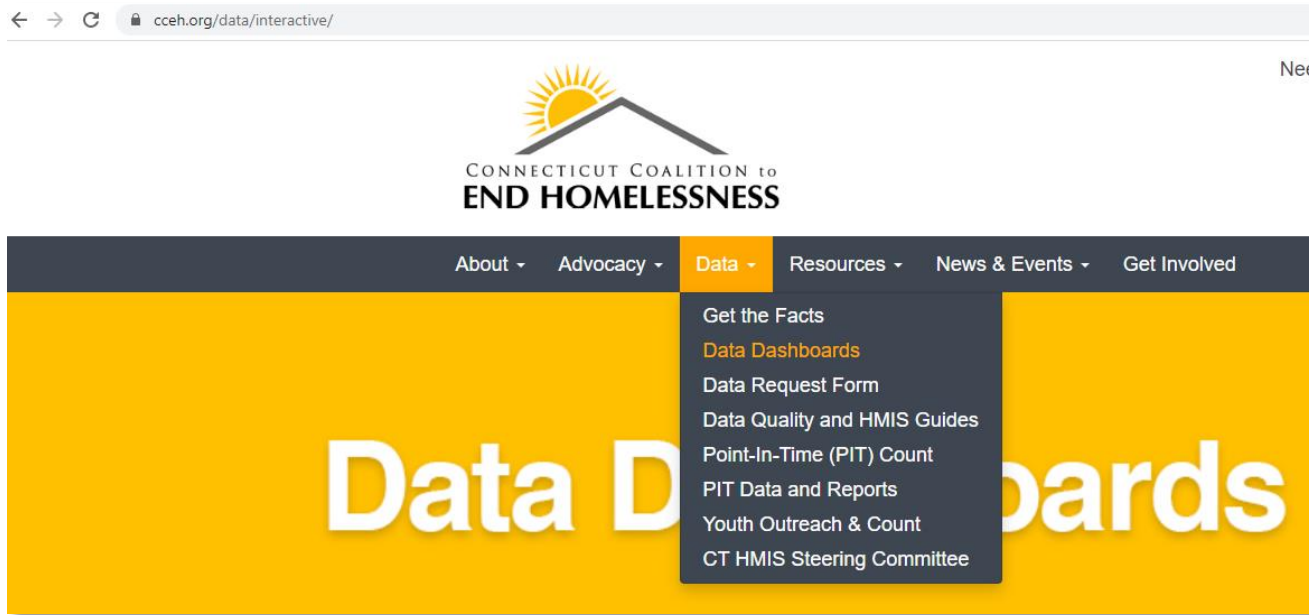 cceh.org/data/interactive/
CONNECTICUT COALITION to
END HOMELESSNESS
About
Advocacy
Data
Resources
News & Events
Get Involved
Get the Facts
Data Dashboards
Data Request Form
Data Quality and HMIS Guides
Point-In-Time (PIT) Count
PIT Data and Reports
Youth Outreach & Count
CT HMIS Steering Committee
Data D
oards